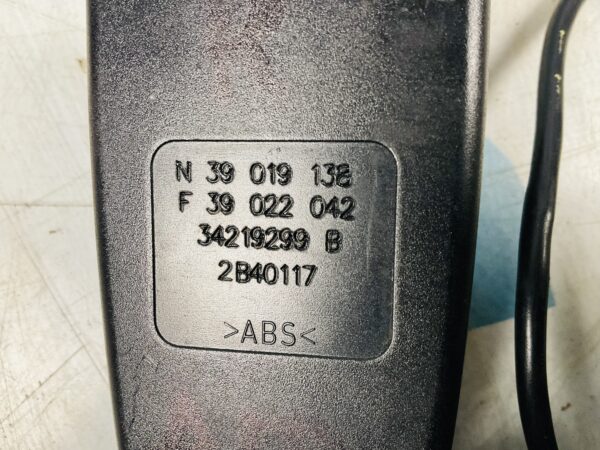 N 39 019 138
F 39 022 042
34219299 B
2B40117
>ABS<